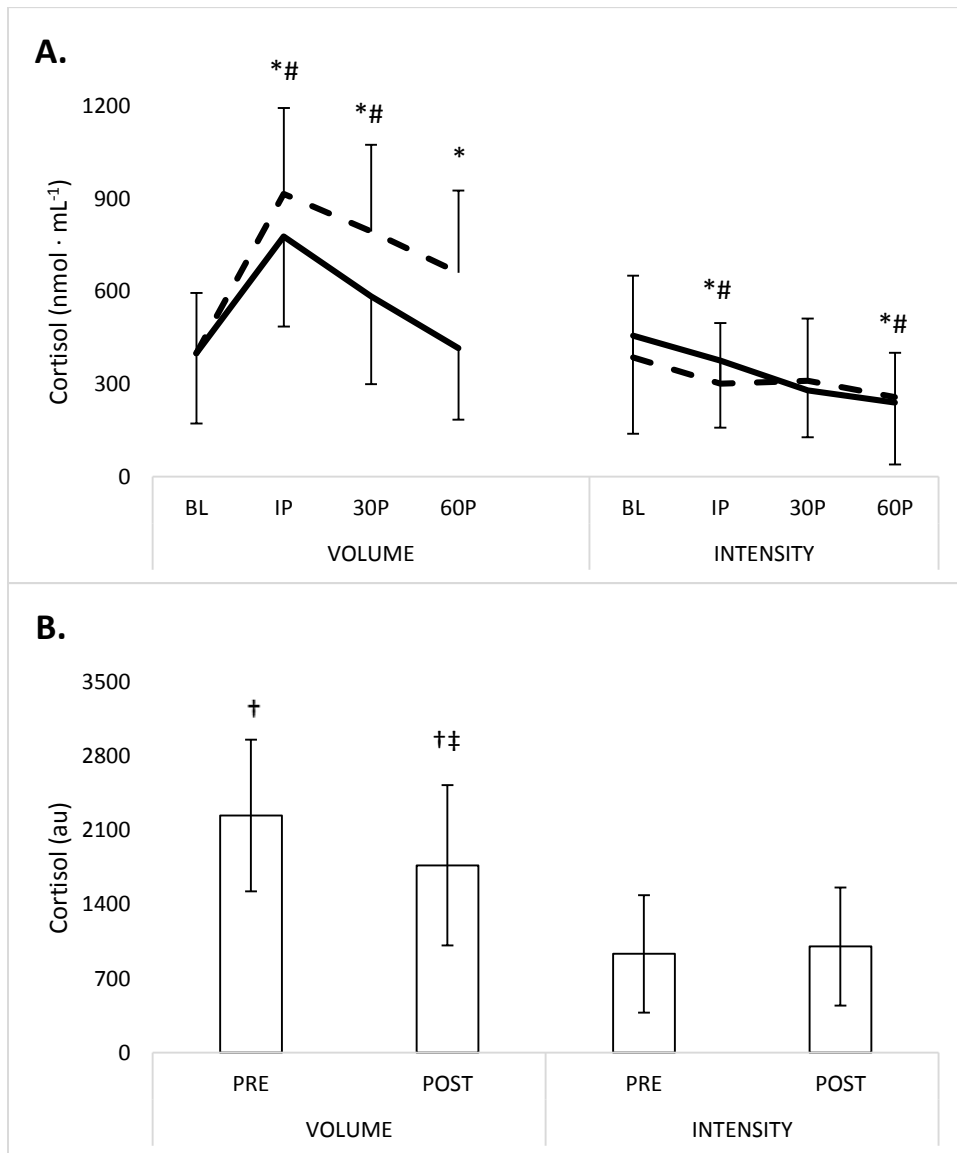 A.
*# *# *
*# *#
1200
900
600
300
0
Cortisol (nmol · mL⁻¹)
BL IP 30P 60P BL IP 30P 60P
VOLUME INTENSITY
B.
† †‡
3500
2800
2100
1400
700
0
Cortisol (au)
PRE POST PRE POST
VOLUME INTENSITY